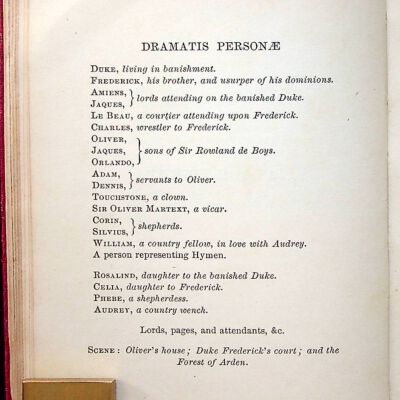 DRAMATIS PERSONÆ
DUKE, living in banishment.
FREDERICK, his brother, and usurper of his dominions.
AMIENS,
JAQUES, } lords attending on the banished Duke.
LE BEAU, a courtier attending upon Frederick.
CHARLES, wrestler to Frederick.
OLIVER,
JAQUES, } sons of Sir Rowland de Boys.
ORLANDO,
ADAM,
DENNIS, } servants to Oliver.
TOUCHSTONE, a clown.
SIR OLIVER MARTEXT, a vicar.
CORIN,
SILVIUS, } shepherds.
WILLIAM, a country fellow, in love with Audrey.
A person representing Hymen.
ROSALIND, daughter to the banished Duke.
CELIA, daughter to Frederick.
PHEBE, a shepherdess.
AUDREY, a country wench.
Lords, pages, and attendants, &c.
SCENE: Oliver's house; Duke Frederick's court; and the
Forest of Arden.